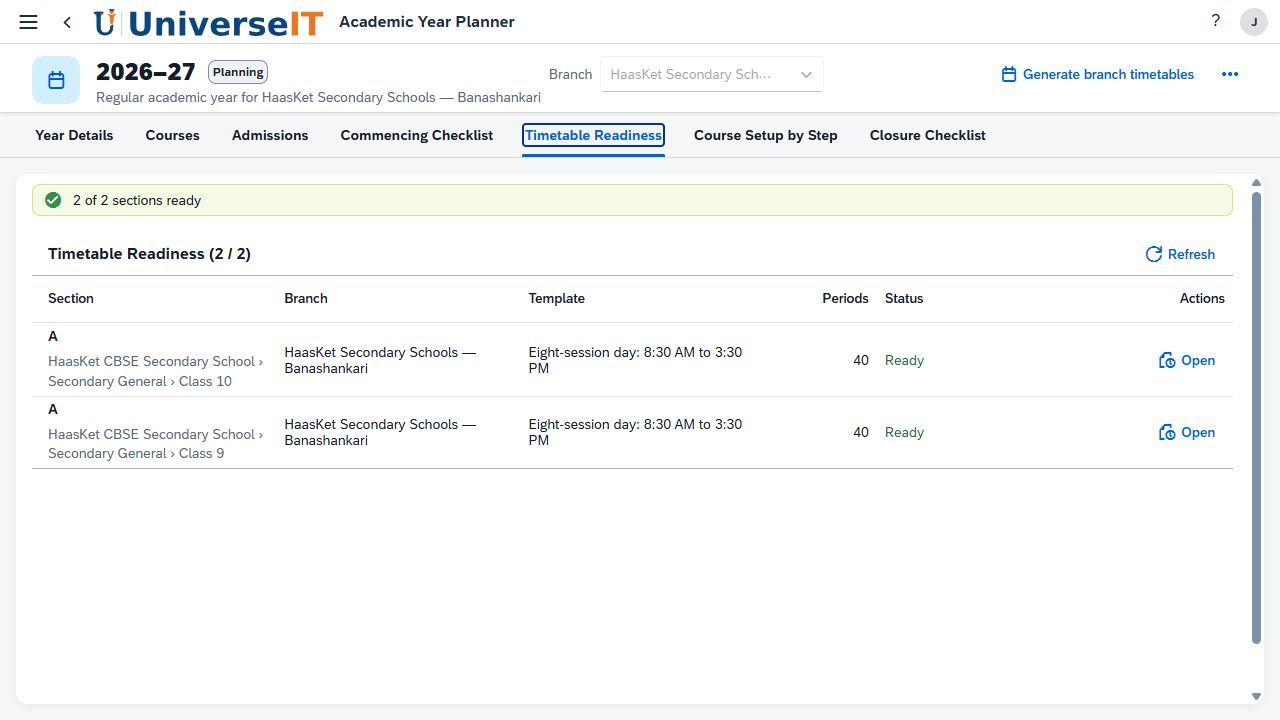 UniverseIT Academic Year Planner ? J
2026–27 Planning
Regular academic year for HaasKet Secondary Schools — Banashankari
Branch HaasKet Secondary Sch...
Generate branch timetables
Year Details Courses Admissions Commencing Checklist Timetable Readiness Course Setup by Step Closure Checklist
2 of 2 sections ready
Timetable Readiness (2 / 2) Refresh
Section Branch Template Periods Status Actions
A
HaasKet CBSE Secondary School ›
Secondary General › Class 10
HaasKet Secondary Schools —
Banashankari
Eight-session day: 8:30 AM to 3:30
PM
40 Ready Open
A
HaasKet CBSE Secondary School ›
Secondary General › Class 9
HaasKet Secondary Schools —
Banashankari
Eight-session day: 8:30 AM to 3:30
PM
40 Ready Open